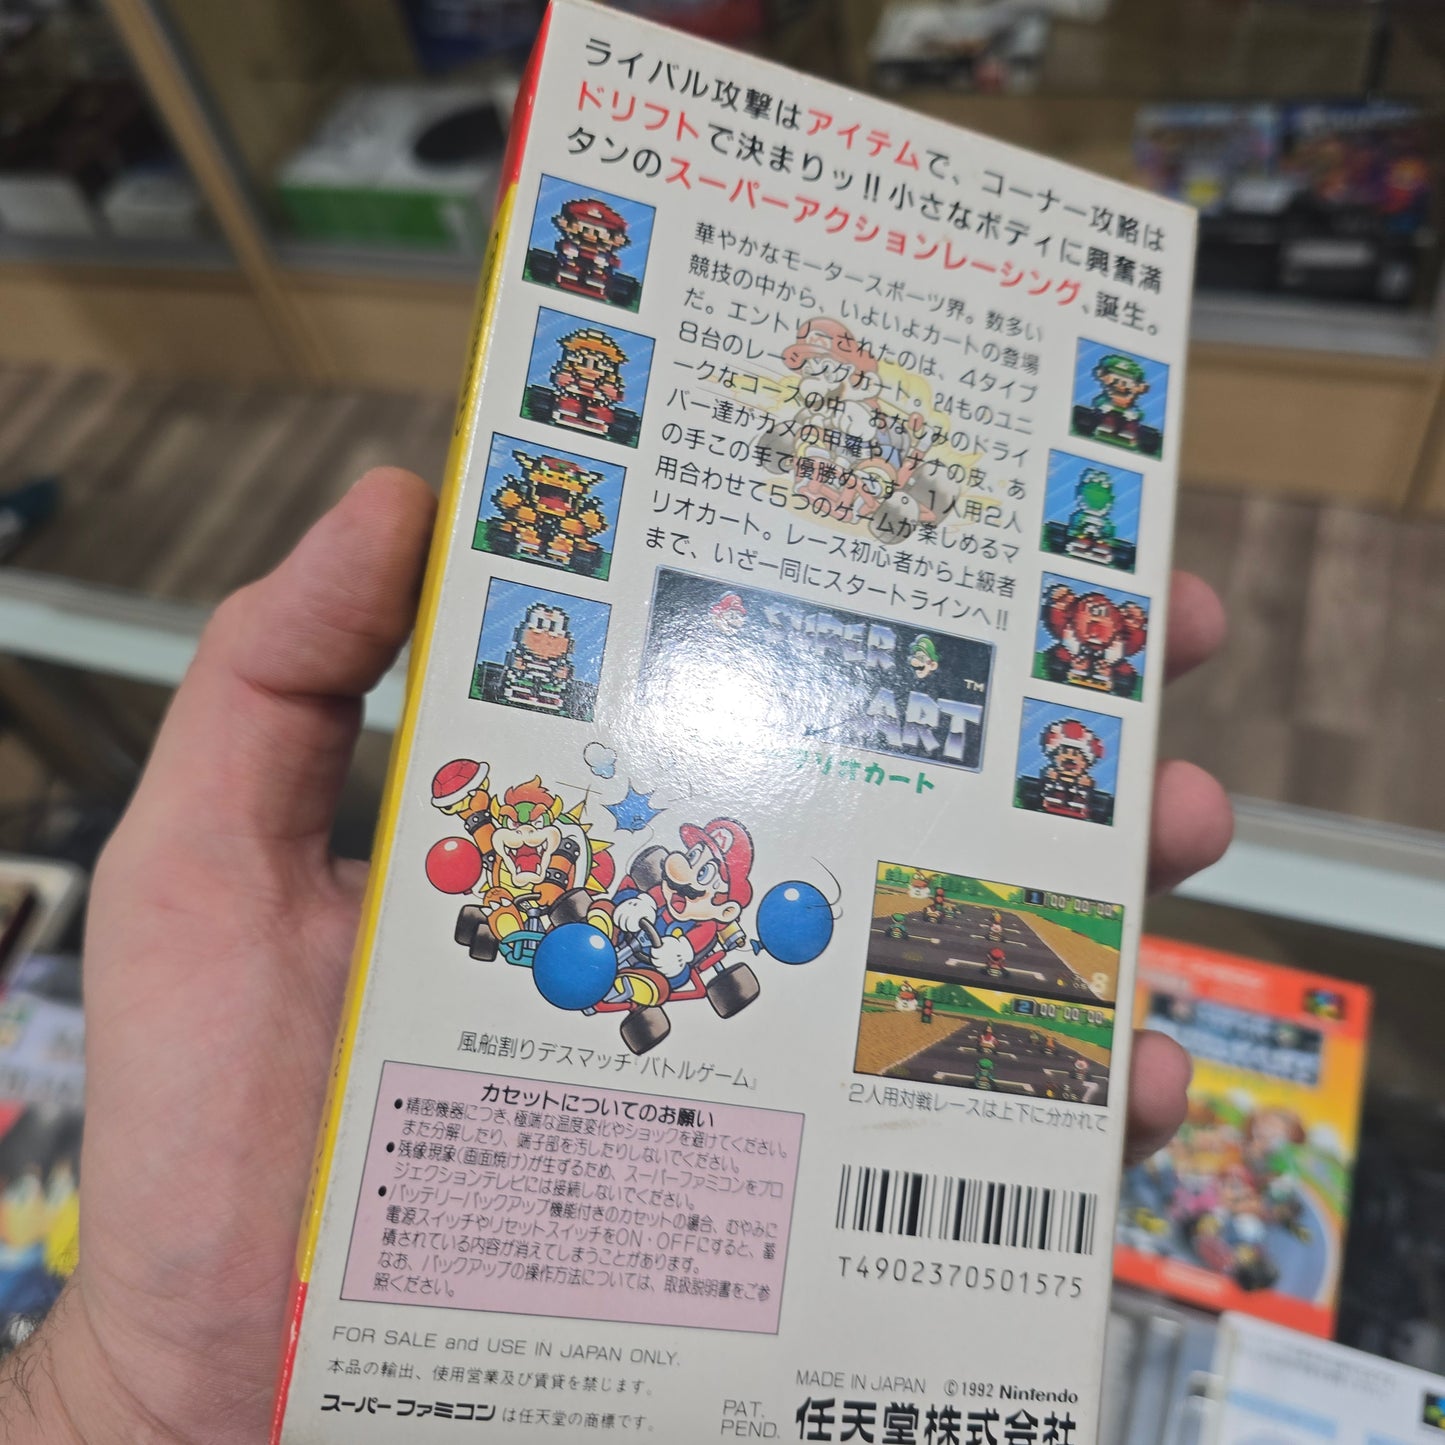 ライバル攻撃はアイテムで、コーナー攻略は
ドリフトで決まりッ!!小さなボディに興奮満
タンのスーパーアクションレーシング、誕生。
華やかなモータースポーツ界。数多い
競技の中から、いよいよカートの登場
だ。エントリーされたのは、4タイプ
8台のレーシングカート。24ものユニ
ークなコースの中、おなじみのドライ
バー達がカメの甲羅やバナナの皮、あ
の手この手で優勝めざす。1人用2人
用合わせて5つのゲームが楽しめるマ
リオカート。レース初心者から上級者
まで、いざ一同にスタートラインへ!!
SUPER
KART
TM
マリオカート
風船割りデスマッチ『バトルゲーム』
2人用対戦レースは上下に分かれて
カセットについてのお願い
●精密機器につき、極端な温度変化やショックを避けてください。
また分解したり、端子部を汚したりしないでください。
●残像現象(画面焼け)が生ずるため、スーパーファミコンをプロ
ジェクションテレビには接続しないでください。
●バッテリーバックアップ機能付きのカセットの場合、むやみに
電源スイッチやリセットスイッチをON・OFFにすると、蓄
積されている内容が消えてしまうことがあります。
なお、バックアップの操作方法については、取扱説明書をご参
照ください。
T4902370501575
FOR SALE and USE IN JAPAN ONLY.
本品の輸出、使用営業及び賃貸を禁じます。
スーパーファミコンは任天堂の商標です。
PAT.
PEND.
MADE IN JAPAN ©1992 Nintendo
任天堂株式会社